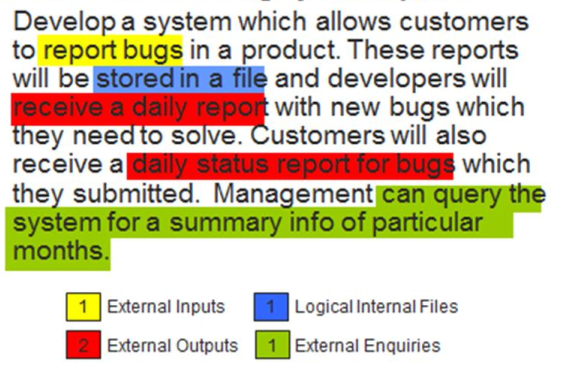 Develop a system which allows customers
to report bugs in a product. These reports
will be stored in a file and developers will
receive a daily report with new bugs which
they need to solve. Customers will also
receive a daily status report for bugs which
they submitted. Management can query the
system for a summary info of particular
months.
1 External Inputs 1 Logical Internal Files
2 External Outputs 1 External Enquiries